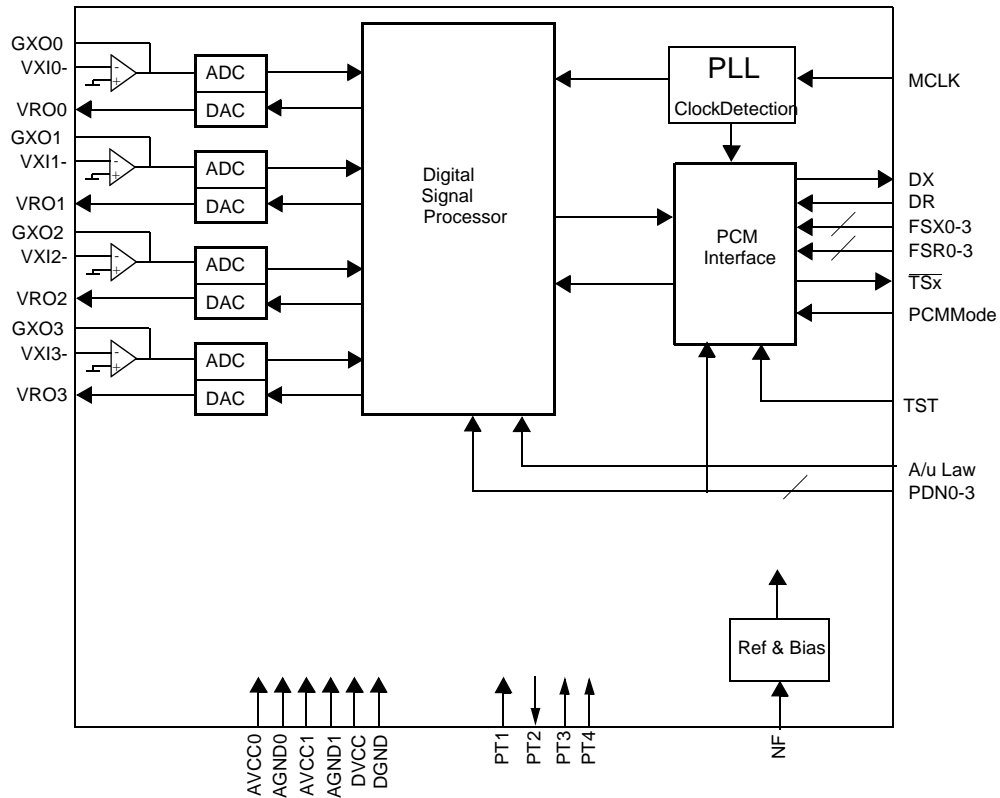 GXO0
VXI0-
VRO0
GXO1
VXI1-
VRO1
GXO2
VXI2-
VRO2
GXO3
VXI3-
VRO3
- +
- +
- +
- +
ADC
DAC
ADC
DAC
ADC
DAC
ADC
DAC
Digital
Signal
Processor
PLL
ClockDetection
PCM
Interface
MCLK
DX
DR
FSX0-3
FSR0-3
TSx
PCMMode
TST
A/u Law
PDN0-3
Ref & Bias
AVCC0
AGND0
AVCC1
AGND1
DVCC
DGND
PT1
PT2
PT3
PT4
NF